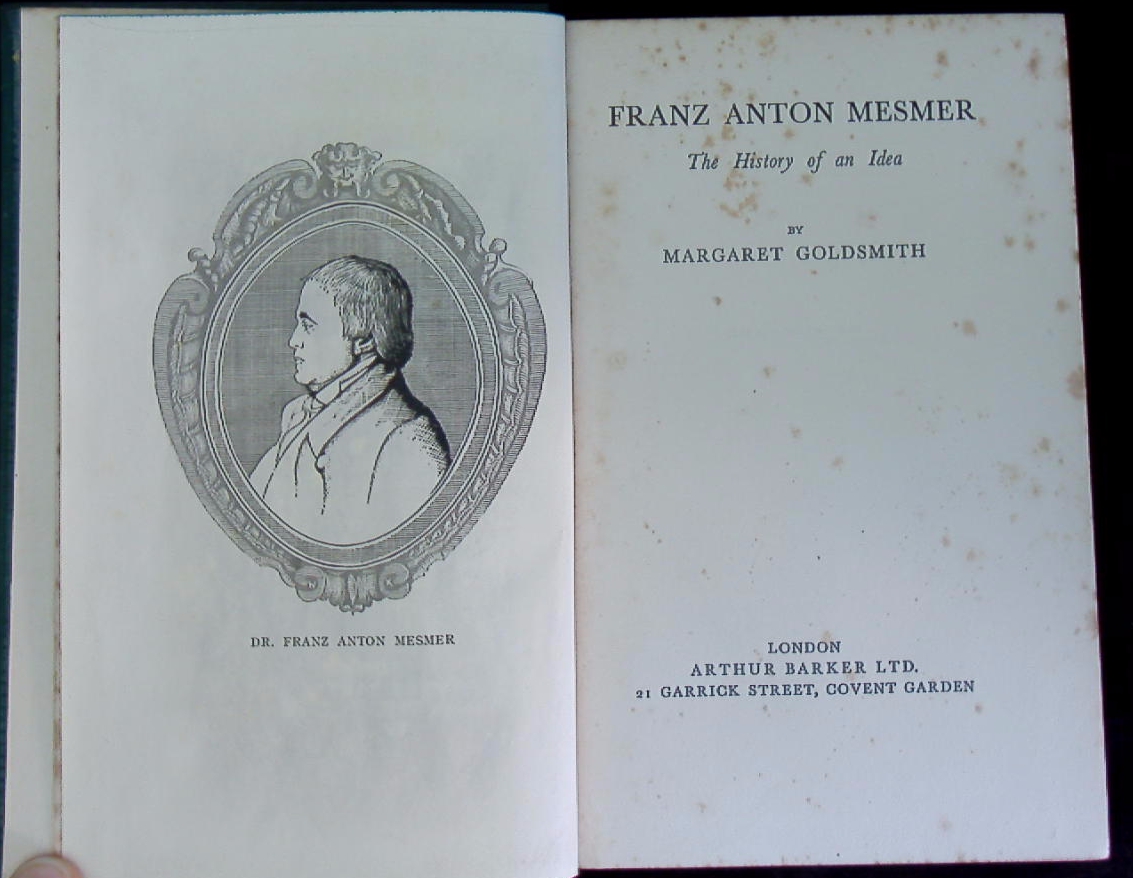 DR. FRANZ ANTON MESMER
FRANZ ANTON MESMER
The History of an Idea
BY
MARGARET GOLDSMITH
LONDON
ARTHUR BARKER LTD.
21 GARRICK STREET, COVENT GARDEN